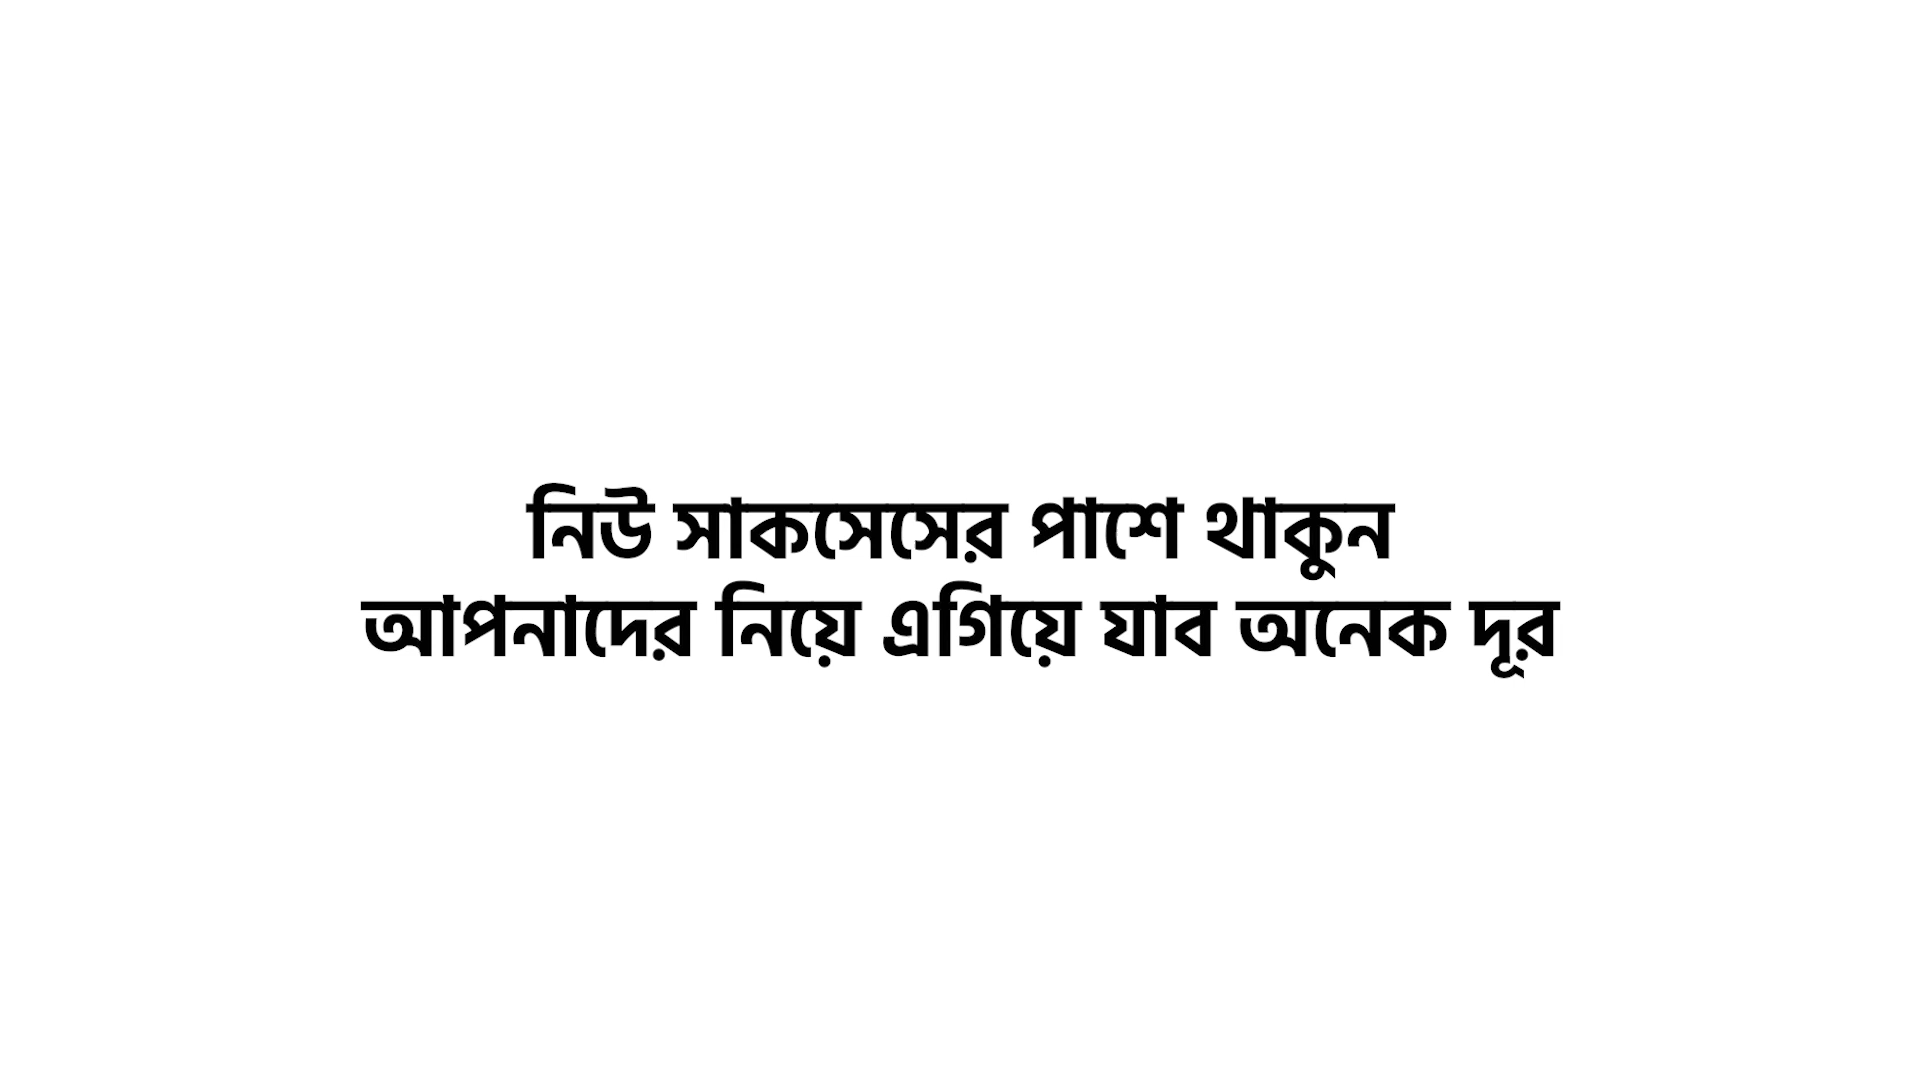 নিউ সাকসেসের পাশে থাকুন
আপনাদের নিয়ে এগিয়ে যাব অনেক দূর